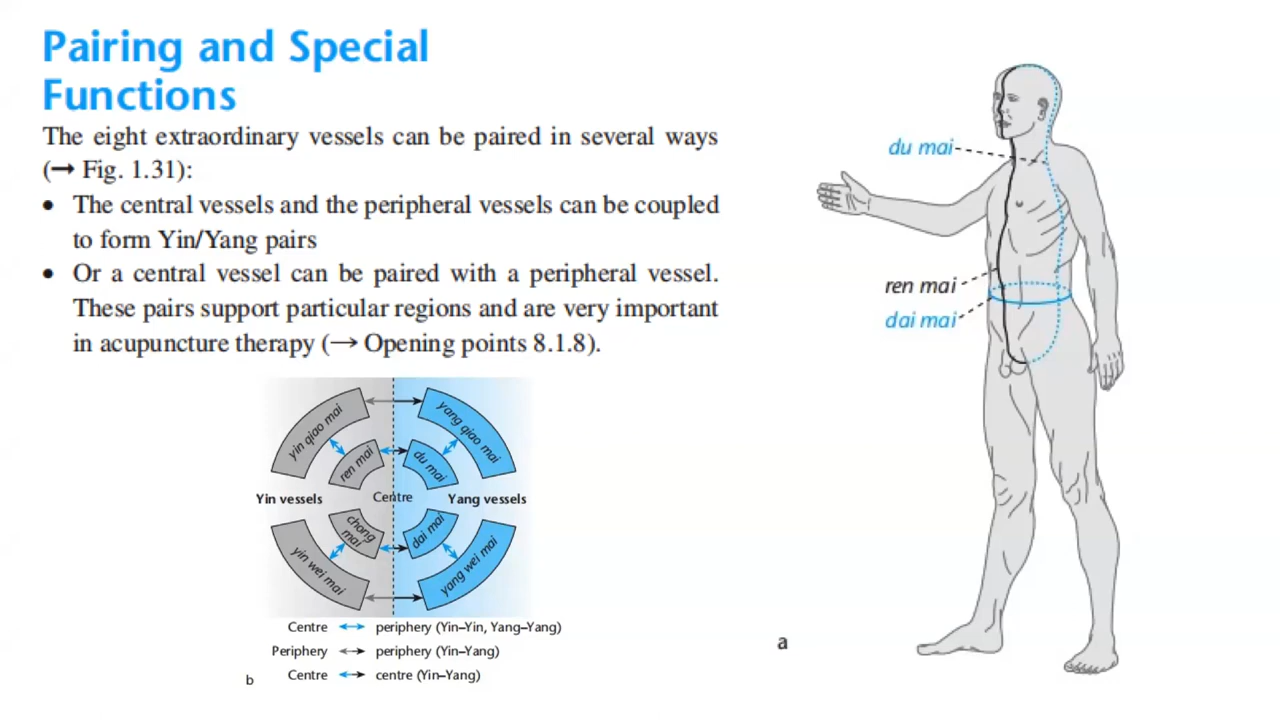 Pairing and Special
Functions
The eight extraordinary vessels can be paired in several ways
(→ Fig. 1.31):
• The central vessels and the peripheral vessels can be coupled
to form Yin/Yang pairs
• Or a central vessel can be paired with a peripheral vessel.
These pairs support particular regions and are very important
in acupuncture therapy (→ Opening points 8.1.8).
yin qiao mai
yang qiao mai
ren mai
du mai
Yin vessels
Centre
Yang vessels
chong
mai
dai mai
yin wei mai
yang wei mai
Centre ↔ periphery (Yin–Yin, Yang–Yang)
Periphery ↔ periphery (Yin–Yang)
Centre ↔ centre (Yin–Yang)
b
du mai
ren mai
dai mai
a